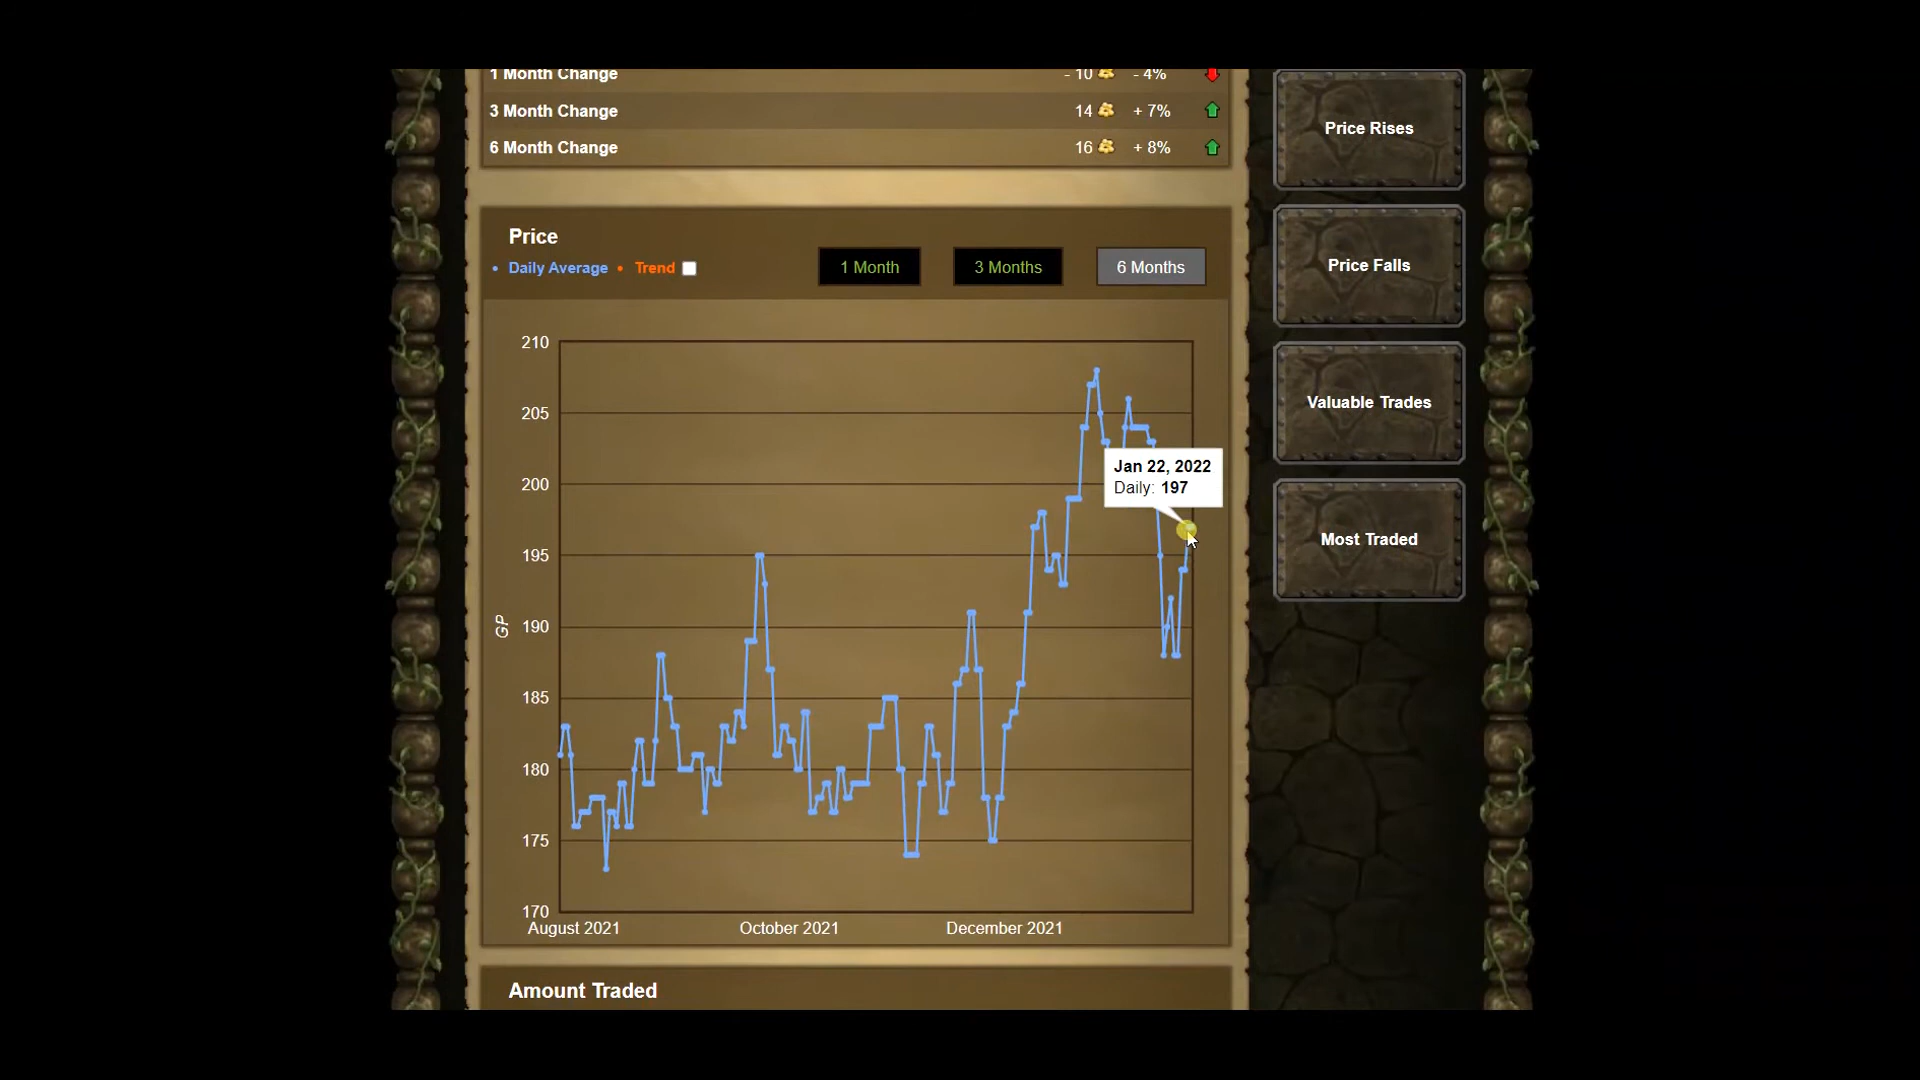 1 Month Change - 10 - 4%
3 Month Change 14 + 7%
6 Month Change 16 + 8%
Price
• Daily Average • Trend
1 Month 3 Months 6 Months
210
205
200
195
190
185
180
175
170
GP
Jan 22, 2022
Daily: 197
August 2021 October 2021 December 2021
Amount Traded
Price Rises
Price Falls
Valuable Trades
Most Traded